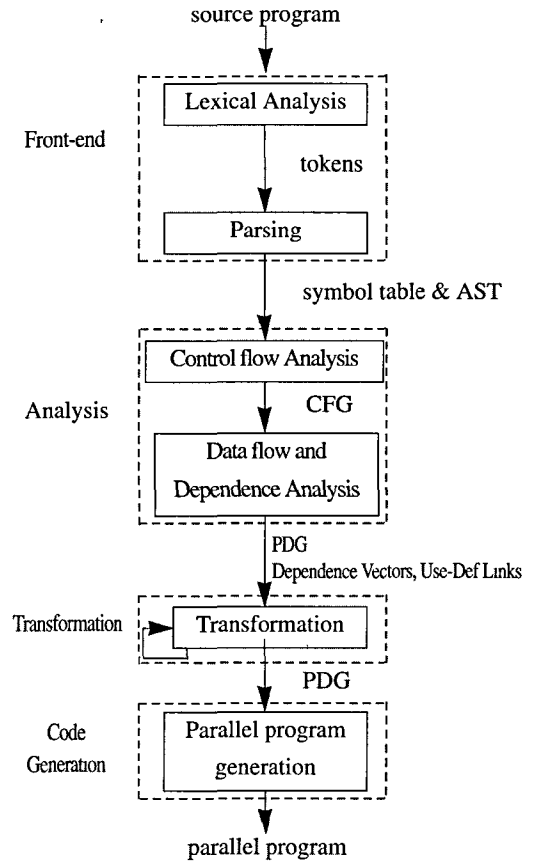 source program
Lexical Analysis
Front-end
tokens
Parsing
symbol table & AST
Control flow Analysis
CFG
Analysis
Data flow and
Dependence Analysis
PDG
Dependence Vectors, Use-Def Links
Transformation
Transformation
PDG
Parallel program
generation
Code
Generation
parallel program